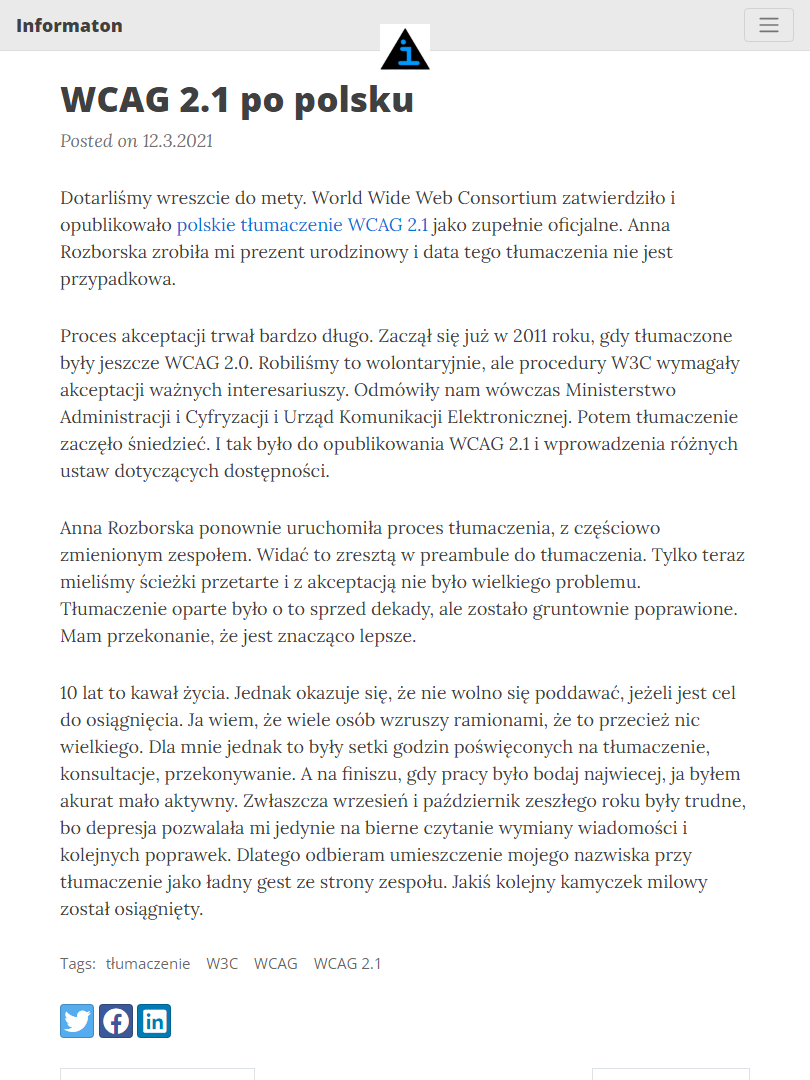 Informaton
i
WCAG 2.1 po polsku
Posted on 12.3.2021
Dotarliśmy wreszcie do mety. World Wide Web Consortium zatwierdziło i
opublikowało polskie tłumaczenie WCAG 2.1 jako zupełnie oficjalne. Anna
Rozborska zrobiła mi prezent urodzinowy i data tego tłumaczenia nie jest
przypadkowa.
Proces akceptacji trwał bardzo długo. Zaczął się już w 2011 roku, gdy tłumaczone
były jeszcze WCAG 2.0. Robiliśmy to wolontaryjnie, ale procedury W3C wymagały
akceptacji ważnych interesariuszy. Odmówiły nam wówczas Ministerstwo
Administracji i Cyfryzacji i Urząd Komunikacji Elektronicznej. Potem tłumaczenie
zaczęło śniedzieć. I tak było do opublikowania WCAG 2.1 i wprowadzenia różnych
ustaw dotyczących dostępności.
Anna Rozborska ponownie uruchomiła proces tłumaczenia, z częściowo
zmienionym zespołem. Widać to zresztą w preambule do tłumaczenia. Tylko teraz
mieliśmy ścieżki przetarte i z akceptacją nie było wielkiego problemu.
Tłumaczenie oparte było o to sprzed dekady, ale zostało gruntownie poprawione.
Mam przekonanie, że jest znacząco lepsze.
10 lat to kawał życia. Jednak okazuje się, że nie wolno się poddawać, jeżeli jest cel
do osiągnięcia. Ja wiem, że wiele osób wzruszy ramionami, że to przecież nic
wielkiego. Dla mnie jednak to były setki godzin poświęconych na tłumaczenie,
konsultacje, przekonywanie. A na finiszu, gdy pracy było bodaj najwiecej, ja byłem
akurat mało aktywny. Zwłaszcza wrzesień i październik zeszłego roku były trudne,
bo depresja pozwalała mi jedynie na bierne czytanie wymiany wiadomości i
kolejnych poprawek. Dlatego odbieram umieszczenie mojego nazwiska przy
tłumaczenie jako ładny gest ze strony zespołu. Jakiś kolejny kamyczek milowy
został osiągnięty.
Tags: tłumaczenie W3C WCAG WCAG 2.1